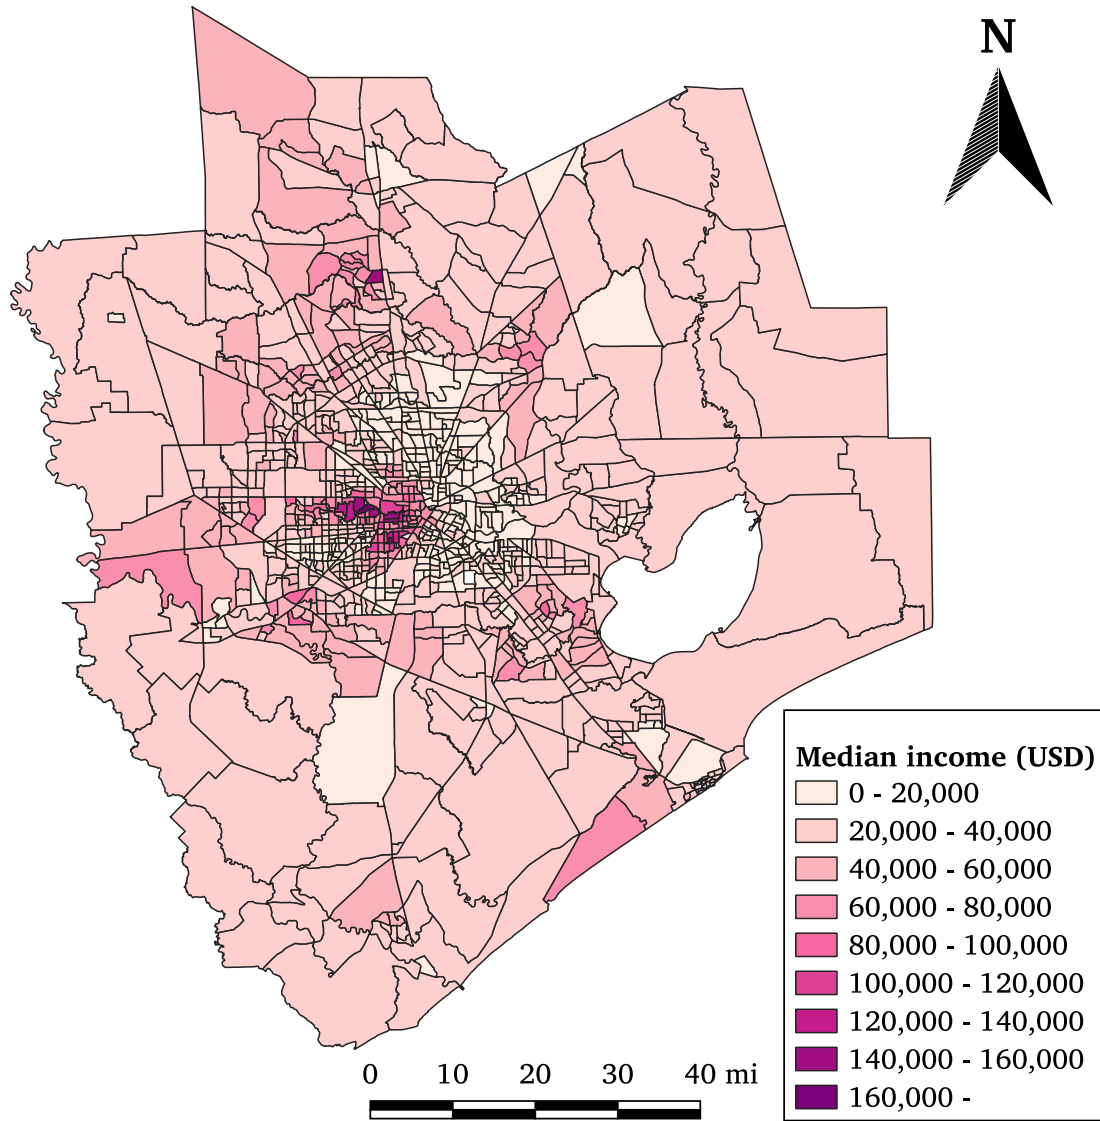 N
Median income (USD)
0 - 20,000
20,000 - 40,000
40,000 - 60,000
60,000 - 80,000
80,000 - 100,000
100,000 - 120,000
120,000 - 140,000
140,000 - 160,000
160,000 -
0 10 20 30 40 mi